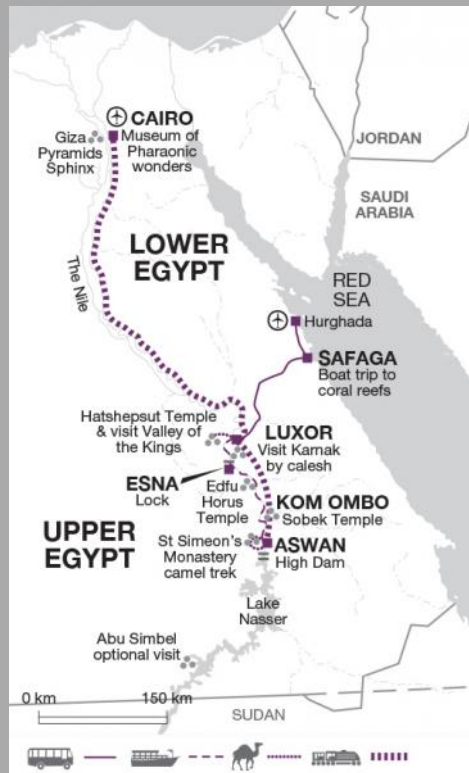 CAIRO
Museum of
Pharaonic
wonders
Giza
Pyramids
Sphinx
JORDAN
SAUDI
ARABIA
LOWER
EGYPT
The Nile
RED
SEA
Hurghada
SAFAGA
Boat trip to
coral reefs
Hatshepsut Temple
& visit Valley of
the Kings
LUXOR
Visit Karnak
by calesh
ESNA
Lock
Edfu
Horus
Temple
KOM OMBO
Sobek Temple
UPPER
EGYPT
St Simeon's
Monastery
camel trek
ASWAN
High Dam
Lake
Nasser
Abu Simbel
optional visit
0 km
150 km
SUDAN